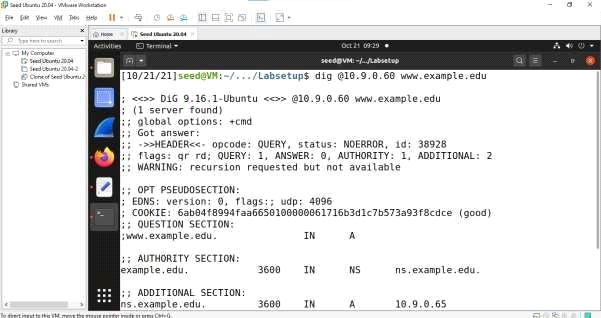 Seed Ubuntu 20.04 - VMware Workstation
File Edit View VM Tabs Help
Library
Type here to search
My Computer
Seed Ubuntu 20.04
Seed Ubuntu 20.04-2
Clone of Seed Ubuntu 2
Shared VMs
Home
Seed Ubuntu 20.04
Activities
Terminal
Oct 21 09:29
seed@VM: ~/.../Labsetup
[10/21/21]seed@VM:~/.../Labsetup$ dig @10.9.0.60 www.example.edu
; <<>> DiG 9.16.1-Ubuntu <<>> @10.9.0.60 www.example.edu
; (1 server found)
;; global options: +cmd
;; Got answer:
;; ->>HEADER<<- opcode: QUERY, status: NOERROR, id: 38928
;; flags: qr rd; QUERY: 1, ANSWER: 0, AUTHORITY: 1, ADDITIONAL: 2
;; WARNING: recursion requested but not available
;; OPT PSEUDOSECTION:
; EDNS: version: 0, flags:; udp: 4096
; COOKIE: 6ab04f8994faa6650100000061716b3d1c7b573a93f8cdce (good)
;; QUESTION SECTION:
;www.example.edu. IN A
;; AUTHORITY SECTION:
example.edu. 3600 IN NS ns.example.edu.
;; ADDITIONAL SECTION:
ns.example.edu. 3600 IN A 10.9.0.65
To direct input to this VM, move the mouse pointer inside or press Ctrl+G.